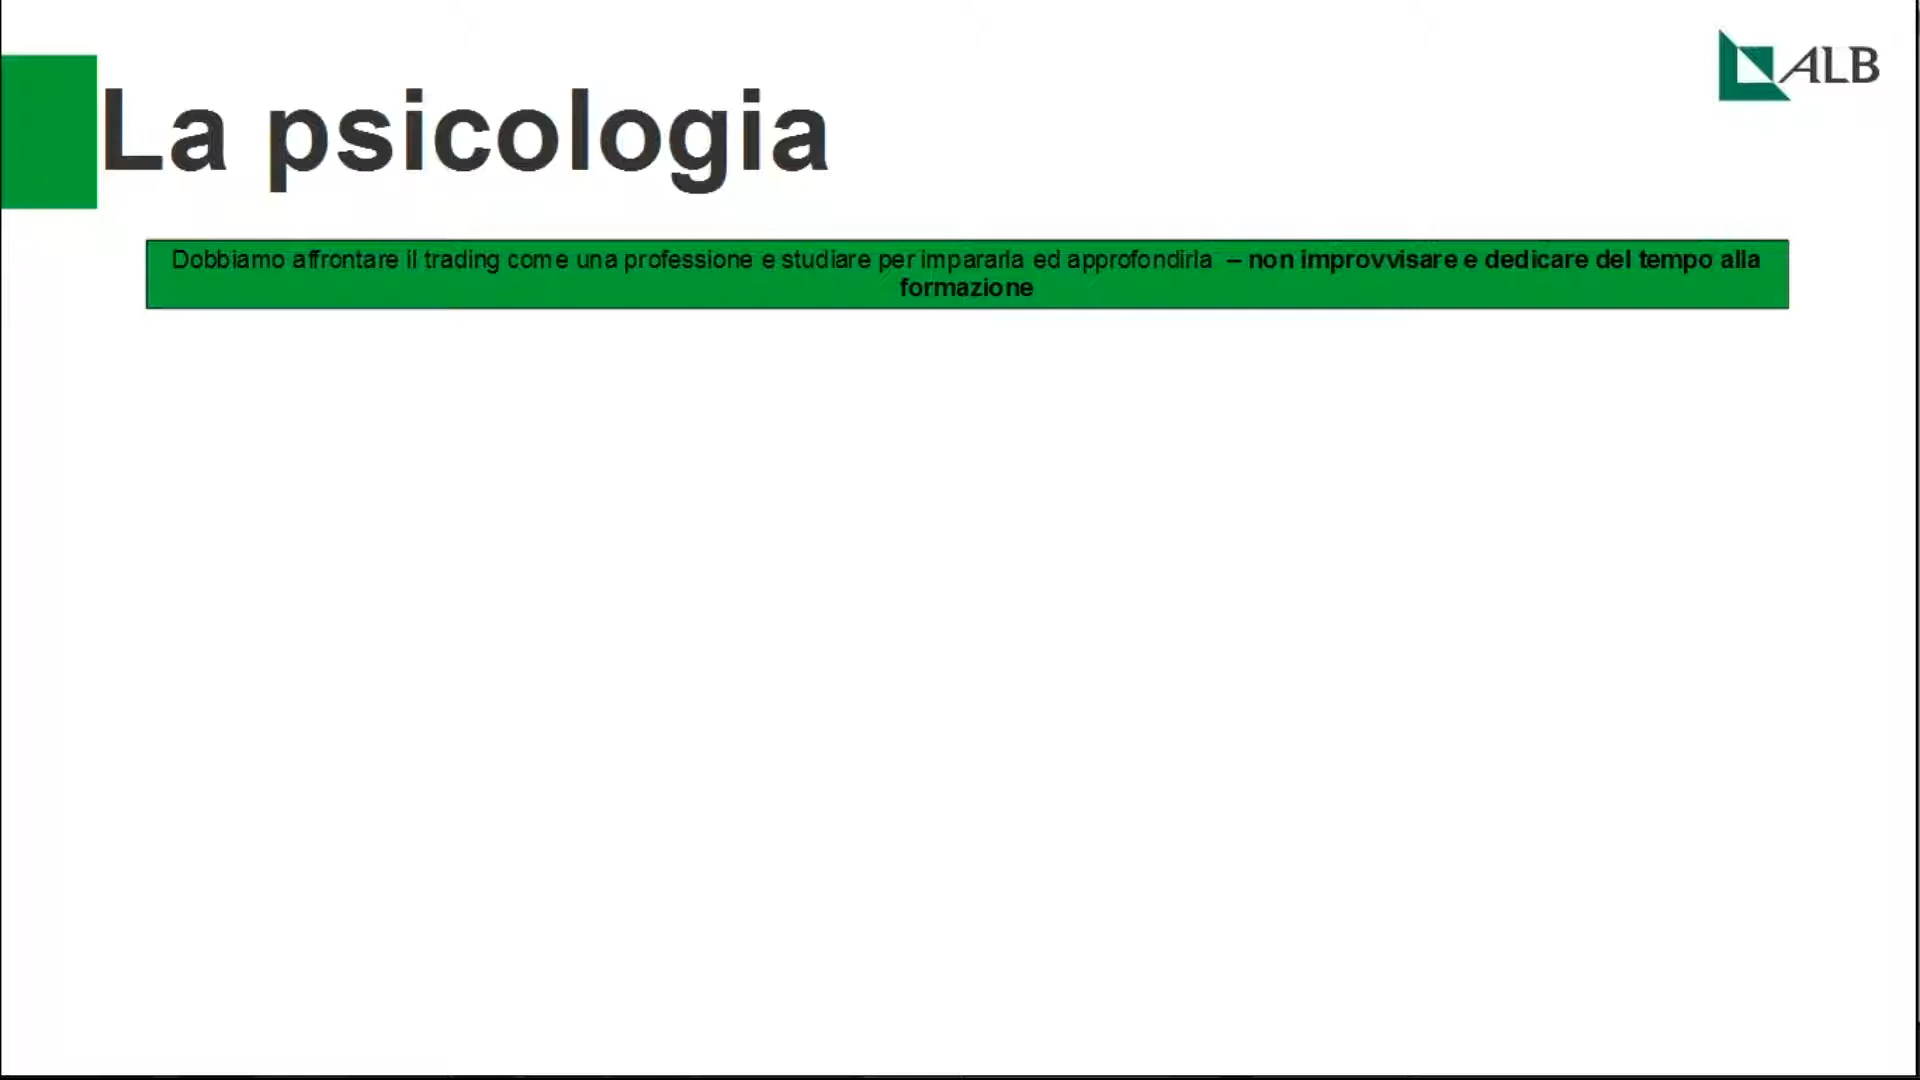 ALB
La psicologia
Dobbiamo affrontare il trading come una professione e studiare per impararla ed approfondirla – non improvvisare e dedicare del tempo alla
formazione